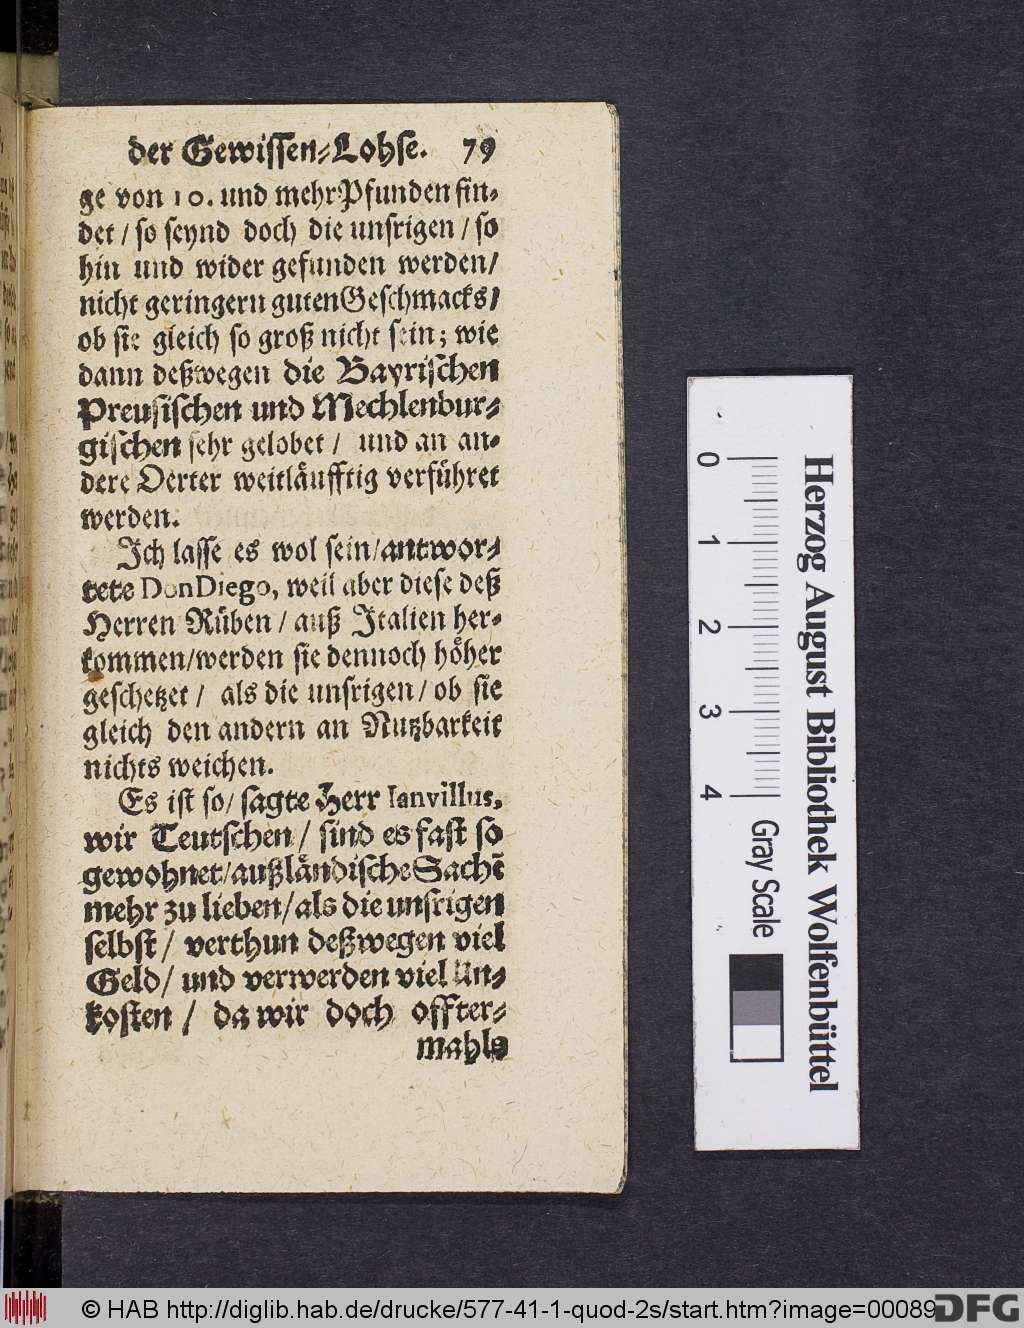 der Gewissen-Lohse. 79
ge von 10. und mehr Pfunden fin-
det / so seynd doch die unsrigen / so
hin und wider gefunden werden /
nicht geringern guten Geschmacks /
ob sie gleich so groß nicht sein; wie
dann deßwegen die Bayrischen
Preusischen und Mechlenbur-
gischen sehr gelobet / und an an-
dere Oerter weitläufftig verführet
werden.
Ich lasse es wol sein / antwor-
tete Don Diego, weil aber diese deß
Herren Rüben / auß Italien her-
kommen / werden sie dennoch höher
geschetzet / als die unsrigen / ob sie
gleich den andern an Nutzbarkeit
nichts weichen.
Es ist so / sagte Herr Ianvillus,
wir Teutschen / sind es fast so
gewohnet / außländische Sachẽ
mehr zu lieben / als die unsrigen
selbst / verthun deßwegen viel
Geld / und verwerden viel Un-
kosten / da wir doch offter-
mahls
Herzog August Bibliothek Wolfenbüttel
0 1 2 3 4 Gray Scale
© HAB http://diglib.hab.de/drucke/577-41-1-quod-2s/start.htm?image=00089
DFG